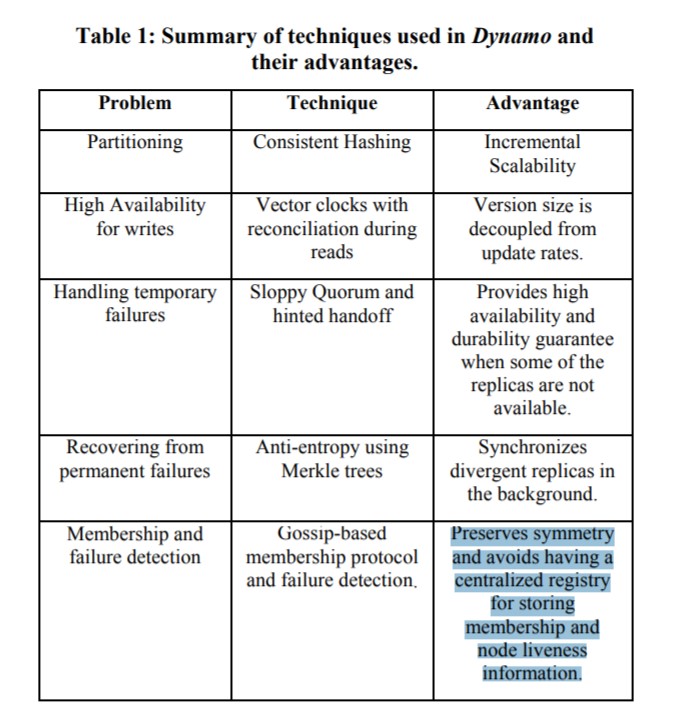 Table 1: Summary of techniques used in Dynamo and
their advantages.
Problem
Technique
Advantage
Partitioning
Consistent Hashing
Incremental
Scalability
High Availability
for writes
Vector clocks with
reconciliation during
reads
Version size is
decoupled from
update rates.
Handling temporary
failures
Sloppy Quorum and
hinted handoff
Provides high
availability and
durability guarantee
when some of the
replicas are not
available.
Recovering from
permanent failures
Anti-entropy using
Merkle trees
Synchronizes
divergent replicas in
the background.
Membership and
failure detection
Gossip-based
membership protocol
and failure detection.
Preserves symmetry
and avoids having a
centralized registry
for storing
membership and
node liveness
information.